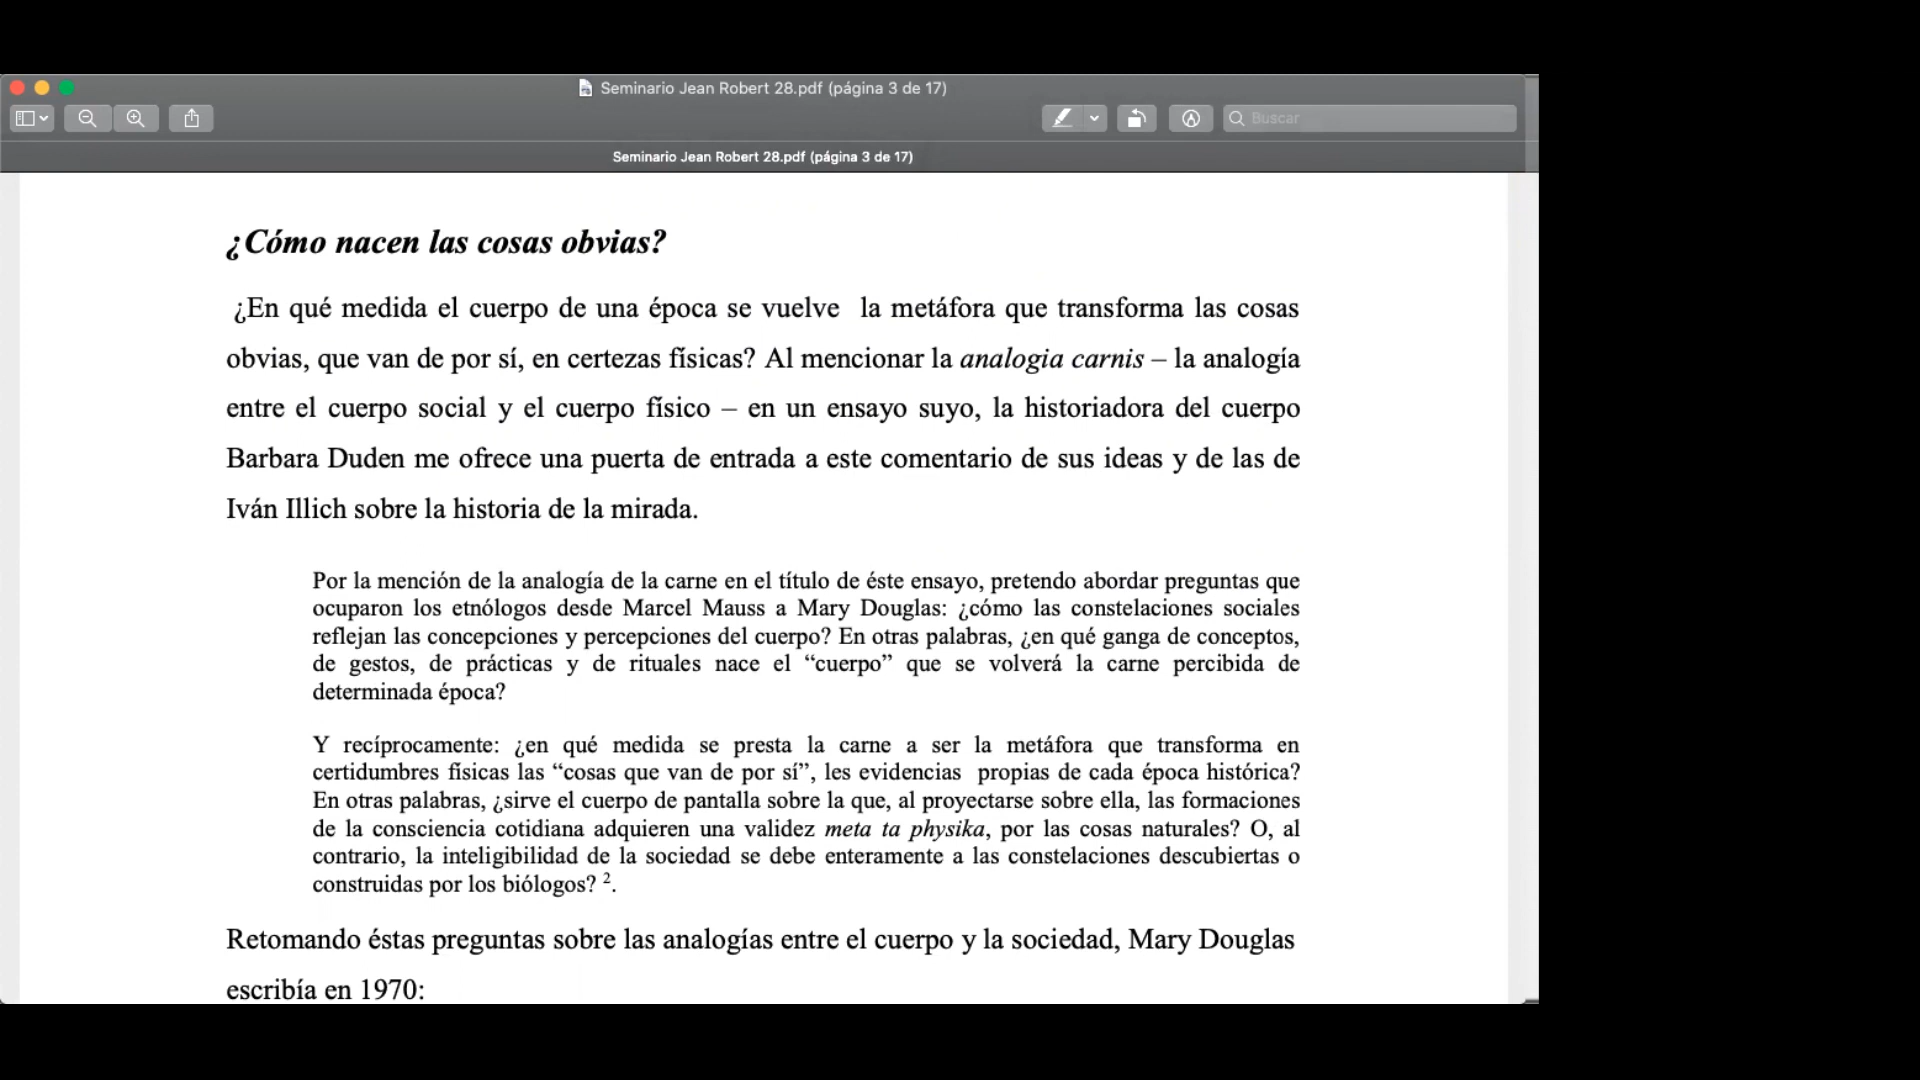 Seminario Jean Robert 28.pdf (página 3 de 17)
Buscar
Seminario Jean Robert 28.pdf (página 3 de 17)
¿Cómo nacen las cosas obvias?
¿En qué medida el cuerpo de una época se vuelve  la metáfora que transforma las cosas
obvias, que van de por sí, en certezas físicas? Al mencionar la analogia carnis – la analogía
entre el cuerpo social y el cuerpo físico – en un ensayo suyo, la historiadora del cuerpo
Barbara Duden me ofrece una puerta de entrada a este comentario de sus ideas y de las de
Iván Illich sobre la historia de la mirada.
Por la mención de la analogía de la carne en el título de éste ensayo, pretendo abordar preguntas que
ocuparon los etnólogos desde Marcel Mauss a Mary Douglas: ¿cómo las constelaciones sociales
reflejan las concepciones y percepciones del cuerpo? En otras palabras, ¿en qué ganga de conceptos,
de gestos, de prácticas y de rituales nace el “cuerpo” que se volverá la carne percibida de
determinada época?
Y recíprocamente: ¿en qué medida se presta la carne a ser la metáfora que transforma en
certidumbres físicas las “cosas que van de por sí”, les evidencias  propias de cada época histórica?
En otras palabras, ¿sirve el cuerpo de pantalla sobre la que, al proyectarse sobre ella, las formaciones
de la consciencia cotidiana adquieren una validez meta ta physika, por las cosas naturales? O, al
contrario, la inteligibilidad de la sociedad se debe enteramente a las constelaciones descubiertas o
construidas por los biólogos? ².
Retomando éstas preguntas sobre las analogías entre el cuerpo y la sociedad, Mary Douglas
escribía en 1970: